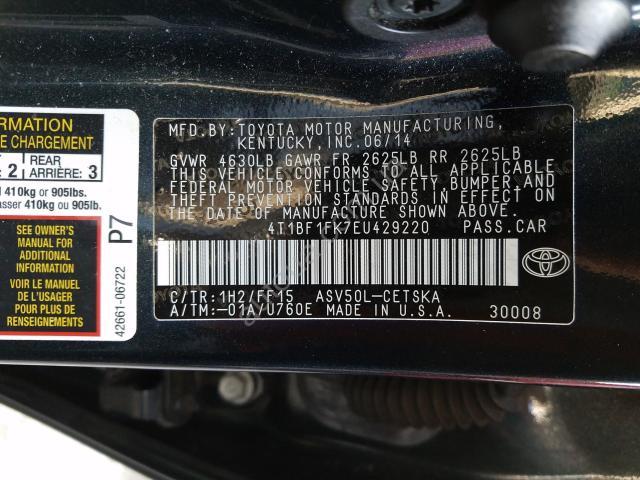 ORMATION
E CHARGEMENT
: 2
REAR
ARRIÈRE: 3
410kg or 905lbs.
asser 410 kg ou 905lb.
SEE OWNER'S
MANUAL FOR
ADDITIONAL
INFORMATION
VOIR LE MANUEL
DE L'USAGER
POUR PLUS DE
RENSEIGNEMENTS
P7
42661-06722
MFD. BY: TOYOTA MOTOR MANUFACTURING,
KENTUCKY, INC. 06/14
GVWR 4630LB GAWR FR 2625LB RR 2625LB
THIS VEHICLE CONFORMS TO ALL APPLICABLE
FEDERAL MOTOR VEHICLE SAFETY, BUMPER, AND
THEFT PREVENTION STANDARDS IN EFFECT ON
THE DATE OF MANUFACTURE SHOWN ABOVE.
4T1BF1FK7EU429220 PASS. CAR
C/TR: 1H2/FF15 ASV50L-CETSKA
A/TM: -01A/U760E MADE IN U.S.A. 30008